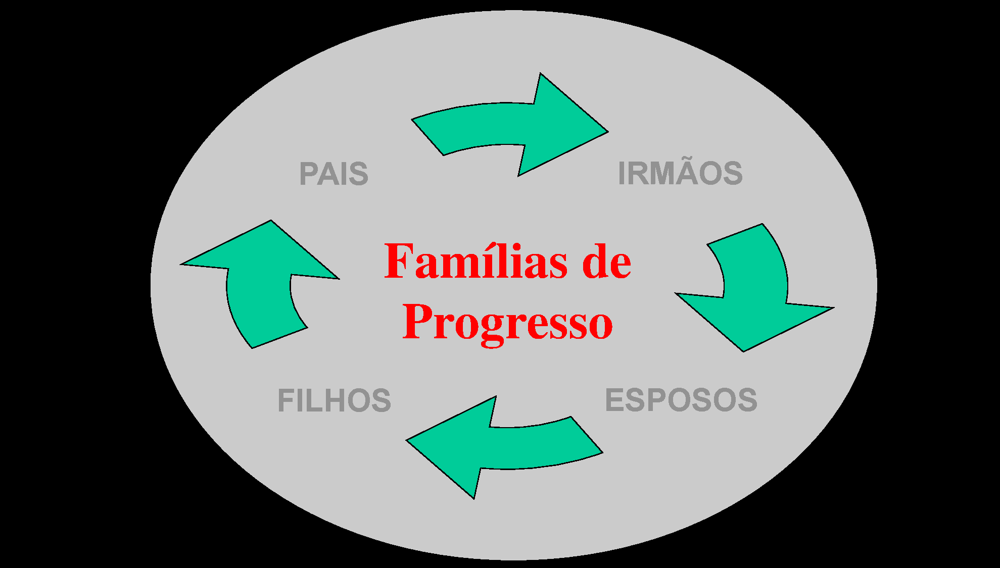 PAIS
IRMÃOS
Famílias de
Progresso
FILHOS
ESPOSOS